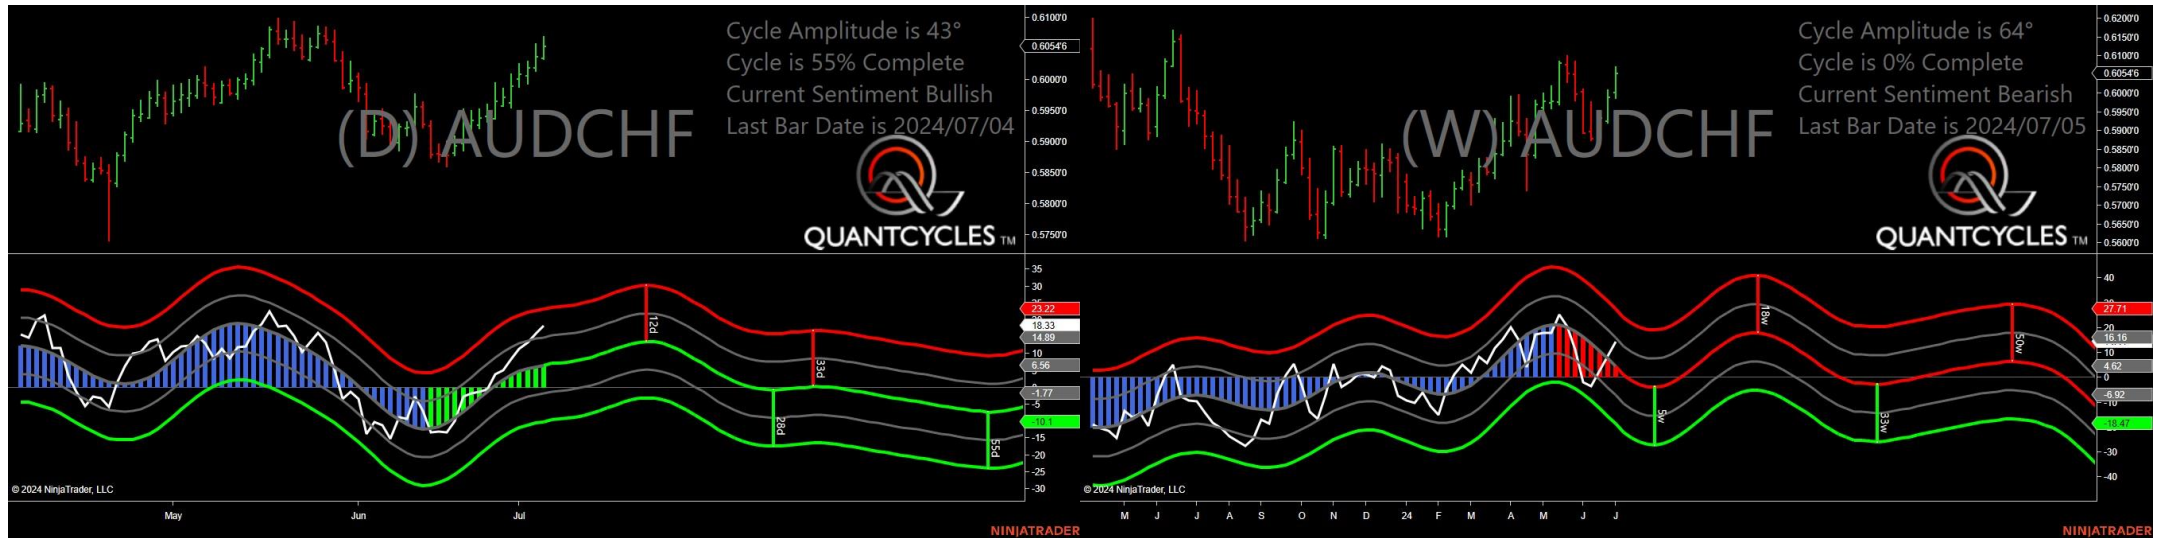 Cycle Amplitude is 43°
Cycle is 55% Complete
Current Sentiment Bullish
Last Bar Date is 2024/07/04
(D) AUDCHF
QUANTCYCLES TM
0.6100'0
0.6054'6
0.6000'0
0.5950'0
0.5900'0
0.5850'0
0.5800'0
0.5750'0
35
30
23.22
18.33
14.89
10
6.56
-1.77
-5
-10.1
-15
-20
-25
-30
12d
28d
33d
55d
© 2024 NinjaTrader, LLC
May Jun Jul
NINJATRADER
Cycle Amplitude is 64°
Cycle is 0% Complete
Current Sentiment Bearish
Last Bar Date is 2024/07/05
(W) AUDCHF
QUANTCYCLES TM
0.6200'0
0.6150'0
0.6100'0
0.6054'6
0.6000'0
0.5950'0
0.5900'0
0.5850'0
0.5800'0
0.5750'0
0.5700'0
0.5650'0
0.5600'0
40
27.71
20
16.16
10
4.62
0
-6.92
-18.47
-30
-40
5w
18w
33w
50w
© 2024 NinjaTrader, LLC
M J J A S O N D 24 F M A M J J
NINJATRADER